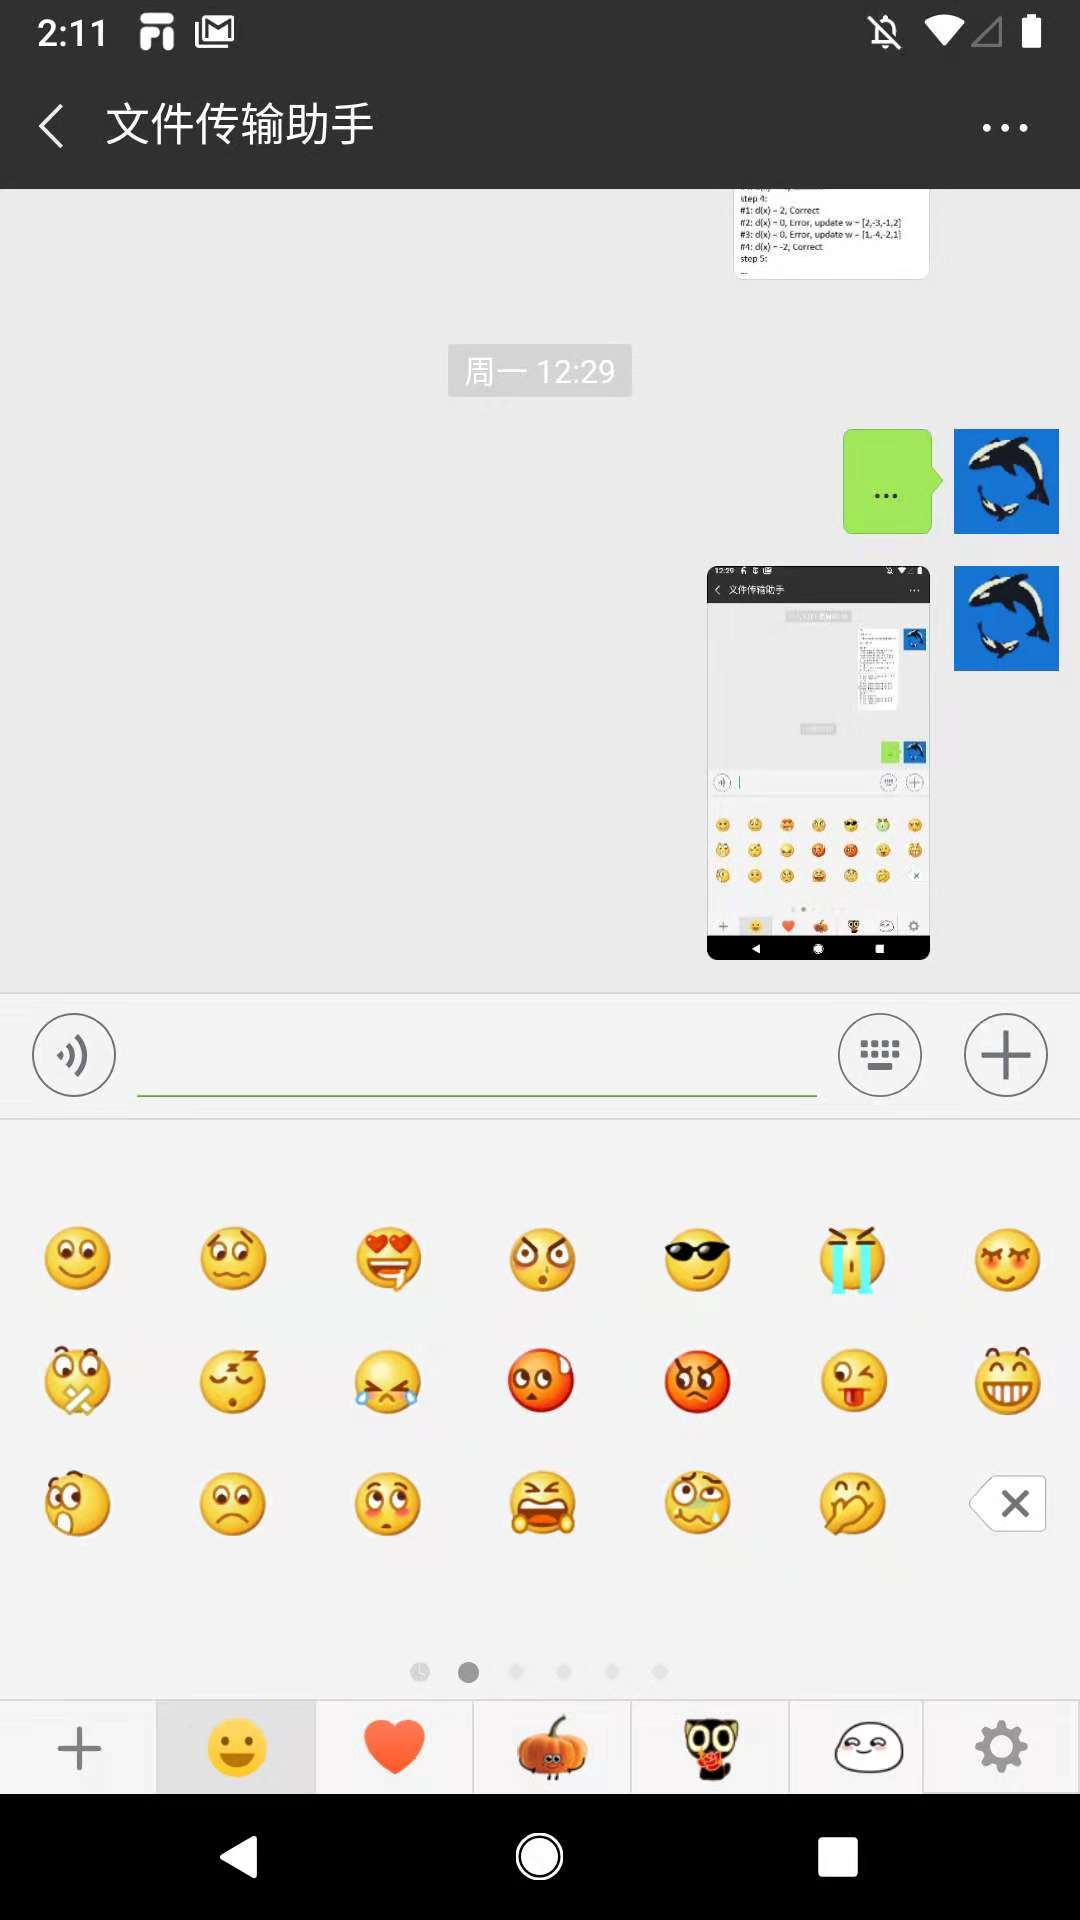 2:11
文件传输助手
step 4:
#1: d(x) = 2, Correct
#2: d(x) = 0, Error, update w = [2,-3,-1,2]
#3: d(x) = 0, Error, update w = [1,-4,-2,1]
#4: d(x) = -2, Correct
step 5:
...
周一 12:29
...
12:29
文件传输助手